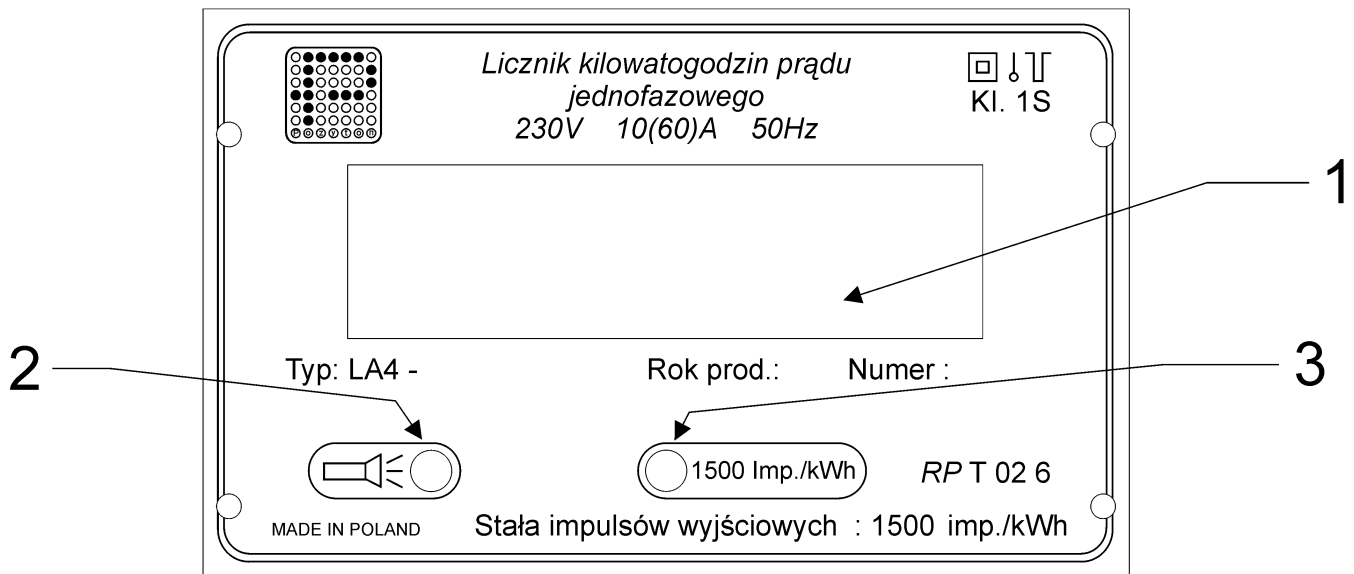 Licznik kilowatogodzin prądu
jednofazowego
230V 10(60)A 50Hz
Kl. 1S
Pozyton
1
Typ: LA4 -
Rok prod.: Numer :
2
3
1500 Imp./kWh
RP T 02 6
MADE IN POLAND
Stała impulsów wyjściowych : 1500 imp./kWh